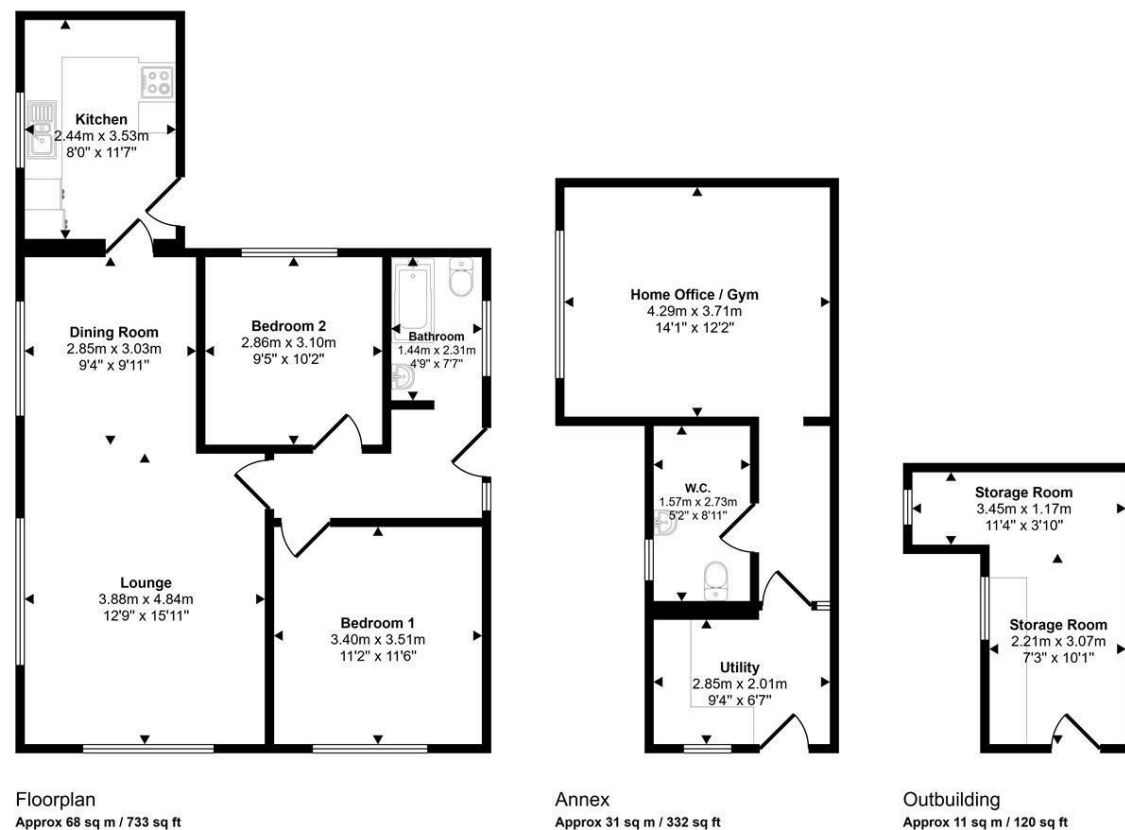 Kitchen
2.44m x 3.53m
8'0" x 11'7"
Dining Room
2.85m x 3.03m
9'4" x 9'11"
Bedroom 2
2.86m x 3.10m
9'5" x 10'2"
Bathroom
1.44m x 2.31m
4'9" x 7'7"
Lounge
3.88m x 4.84m
12'9" x 15'11"
Bedroom 1
3.40m x 3.51m
11'2" x 11'6"
Floorplan
Approx 68 sq m / 733 sq ft
Home Office / Gym
4.29m x 3.71m
14'1" x 12'2"
W.C.
1.57m x 2.73m
5'2" x 8'11"
Utility
2.85m x 2.01m
9'4" x 6'7"
Annex
Approx 31 sq m / 332 sq ft
Storage Room
3.45m x 1.17m
11'4" x 3'10"
Storage Room
2.21m x 3.07m
7'3" x 10'1"
Outbuilding
Approx 11 sq m / 120 sq ft